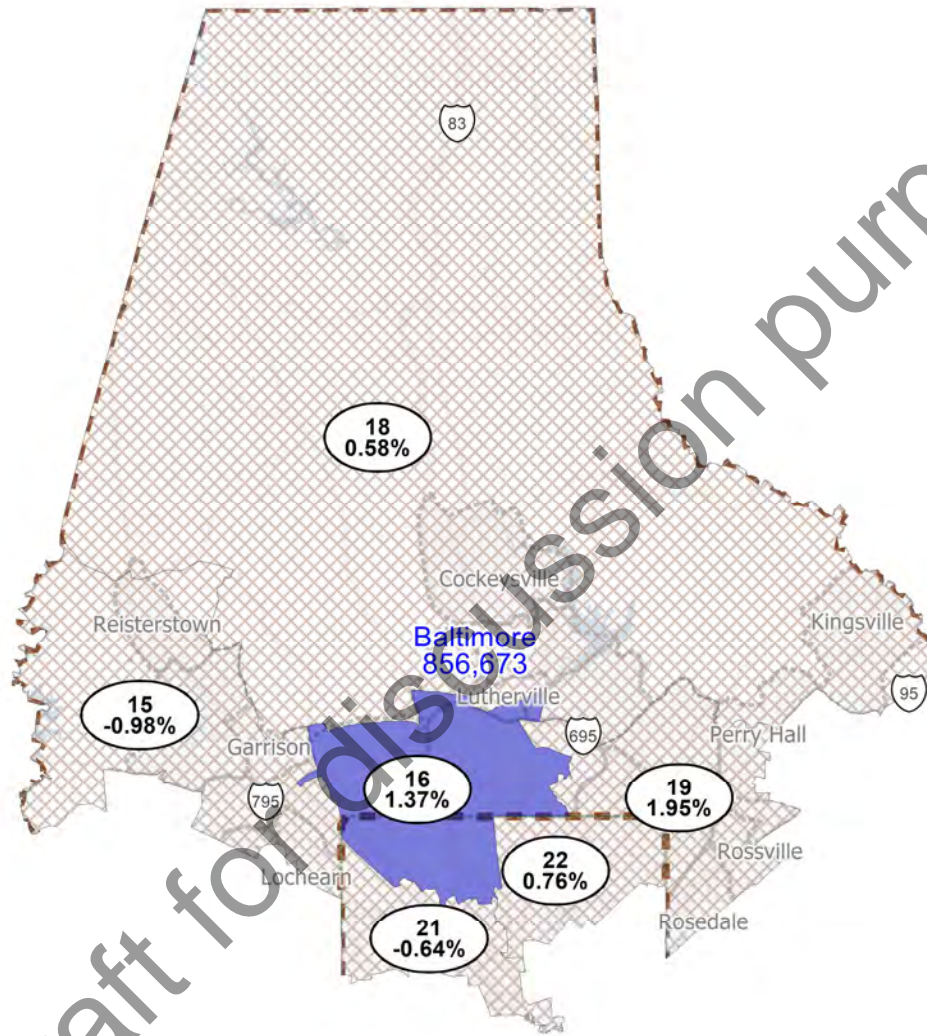 83
18
0.58%
Cockeysville
Reisterstown
Kingsville
Baltimore
856,673
Lutherville
95
15
-0.98%
Garrison
695
Perry Hall
16
1.37%
19
1.95%
795
Rossville
22
0.76%
Lochearn
Rosedale
21
-0.64%
raft for discussion purp